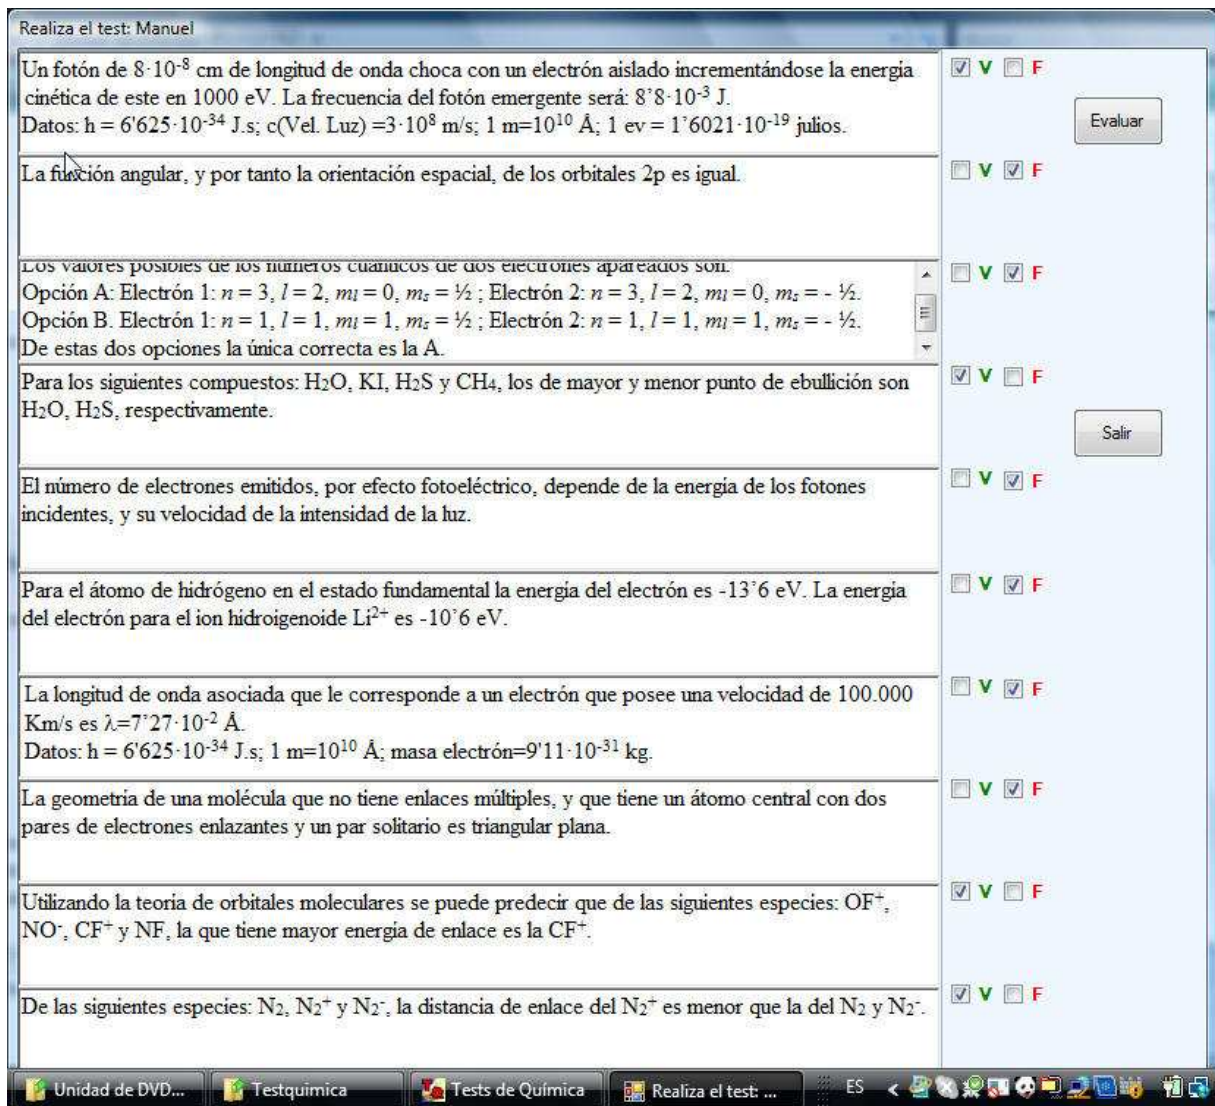 Realiza el test: Manuel
Un fotón de 8·10⁻⁸ cm de longitud de onda choca con un electrón aislado incrementándose la energía
cinética de este en 1000 eV. La frecuencia del fotón emergente será: 8'8·10⁻³ J.
Datos: h = 6'625·10⁻³⁴ J.s; c(Vel. Luz) =3·10⁸ m/s; 1 m=10¹⁰ Å; 1 ev = 1'6021·10⁻¹⁹ julios.
V F
Evaluar
La función angular, y por tanto la orientación espacial, de los orbitales 2p es igual.
V F
Los valores posibles de los números cuánticos de dos electrones apareados son:
Opción A: Electrón 1: n = 3, l = 2, mₗ = 0, mₛ = ½ ; Electrón 2: n = 3, l = 2, mₗ = 0, mₛ = - ½.
Opción B. Electrón 1: n = 1, l = 1, mₗ = 1, mₛ = ½ ; Electrón 2: n = 1, l = 1, mₗ = 1, mₛ = - ½.
De estas dos opciones la única correcta es la A.
V F
Para los siguientes compuestos: H₂O, KI, H₂S y CH₄, los de mayor y menor punto de ebullición son
H₂O, H₂S, respectivamente.
V F
Salir
El número de electrones emitidos, por efecto fotoeléctrico, depende de la energía de los fotones
incidentes, y su velocidad de la intensidad de la luz.
V F
Para el átomo de hidrógeno en el estado fundamental la energía del electrón es -13'6 eV. La energía
del electrón para el ion hidroigenoide Li²⁺ es -10'6 eV.
V F
La longitud de onda asociada que le corresponde a un electrón que posee una velocidad de 100.000
Km/s es λ=7'27·10⁻² Å.
Datos: h = 6'625·10⁻³⁴ J.s; 1 m=10¹⁰ Å; masa electrón=9'11·10⁻³¹ kg.
V F
La geometría de una molécula que no tiene enlaces múltiples, y que tiene un átomo central con dos
pares de electrones enlazantes y un par solitario es triangular plana.
V F
Utilizando la teoria de orbitales moleculares se puede predecir que de las siguientes especies: OF⁺,
NO⁻, CF⁺ y NF, la que tiene mayor energía de enlace es la CF⁺.
V F
De las siguientes especies: N₂, N₂⁺ y N₂⁻, la distancia de enlace del N₂⁺ es menor que la del N₂ y N₂⁻.
V F
Unidad de DVD... Testquimica Tests de Química Realiza el test: ... ES